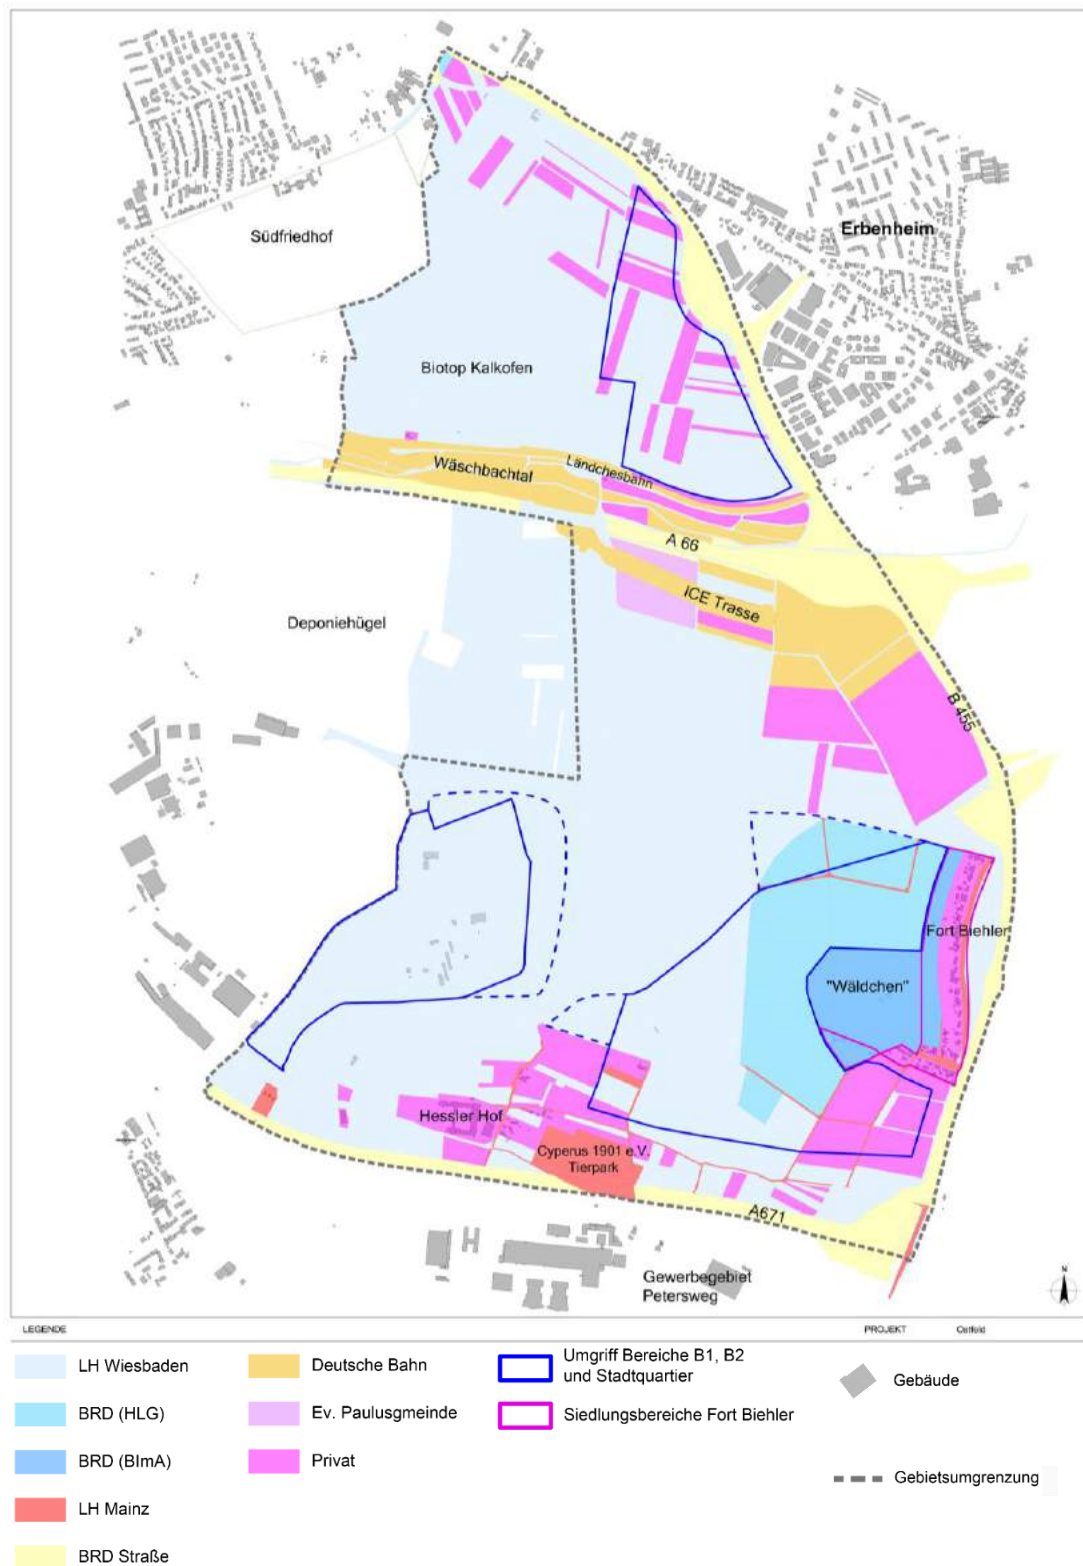 Südfriedhof
Erbenheim
Biotop Kalkofen
Wäschbachtal
Ländchesbahn
A 66
ICE Trasse
Deponiehügel
B 455
Fort Biehler
"Wäldchen"
Hessler Hof
Cyperus 1901 e.V.
Tierpark
A671
Gewerbegebiet
Petersweg
N
LEGENDE
PROJEKT Ostfeld
LH Wiesbaden
BRD (HLG)
BRD (BImA)
LH Mainz
BRD Straße
Deutsche Bahn
Ev. Paulusgmeinde
Privat
Umgriff Bereiche B1, B2
und Stadtquartier
Siedlungsbereiche Fort Biehler
Gebäude
Gebietsumgrenzung